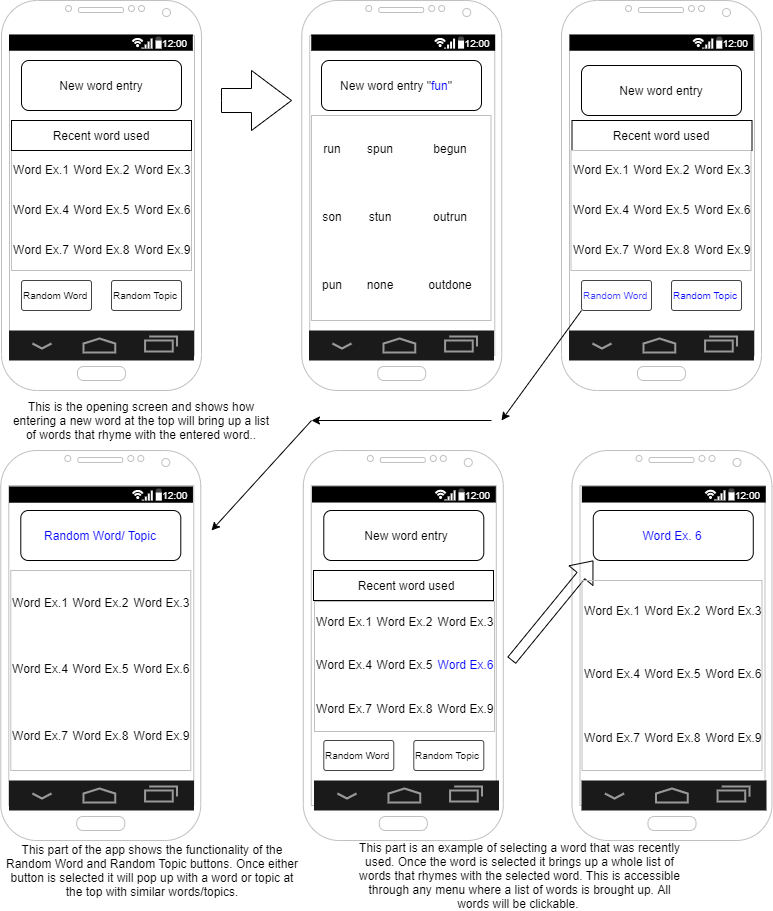 12:00
New word entry
Recent word used
Word Ex.1 Word Ex.2 Word Ex.3
Word Ex.4 Word Ex.5 Word Ex.6
Word Ex.7 Word Ex.8 Word Ex.9
Random Word Random Topic
12:00
New word entry "fun"
run spun begun
son stun outrun
pun none outdone
12:00
New word entry
Recent word used
Word Ex.1 Word Ex.2 Word Ex.3
Word Ex.4 Word Ex.5 Word Ex.6
Word Ex.7 Word Ex.8 Word Ex.9
Random Word Random Topic
This is the opening screen and shows how
entering a new word at the top will bring up a list
of words that rhyme with the entered word..
12:00
Random Word/ Topic
Word Ex.1 Word Ex.2 Word Ex.3
Word Ex.4 Word Ex.5 Word Ex.6
Word Ex.7 Word Ex.8 Word Ex.9
12:00
New word entry
Recent word used
Word Ex.1 Word Ex.2 Word Ex.3
Word Ex.4 Word Ex.5 Word Ex.6
Word Ex.7 Word Ex.8 Word Ex.9
Random Word Random Topic
12:00
Word Ex. 6
Word Ex.1 Word Ex.2 Word Ex.3
Word Ex.4 Word Ex.5 Word Ex.6
Word Ex.7 Word Ex.8 Word Ex.9
This part of the app shows the functionality of the
Random Word and Random Topic buttons. Once either
button is selected it will pop up with a word or topic at
the top with similar words/topics.
This part is an example of selecting a word that was recently
used. Once the word is selected it brings up a whole list of
words that rhymes with the selected word. This is accessible
through any menu where a list of words is brought up. All
words will be clickable.